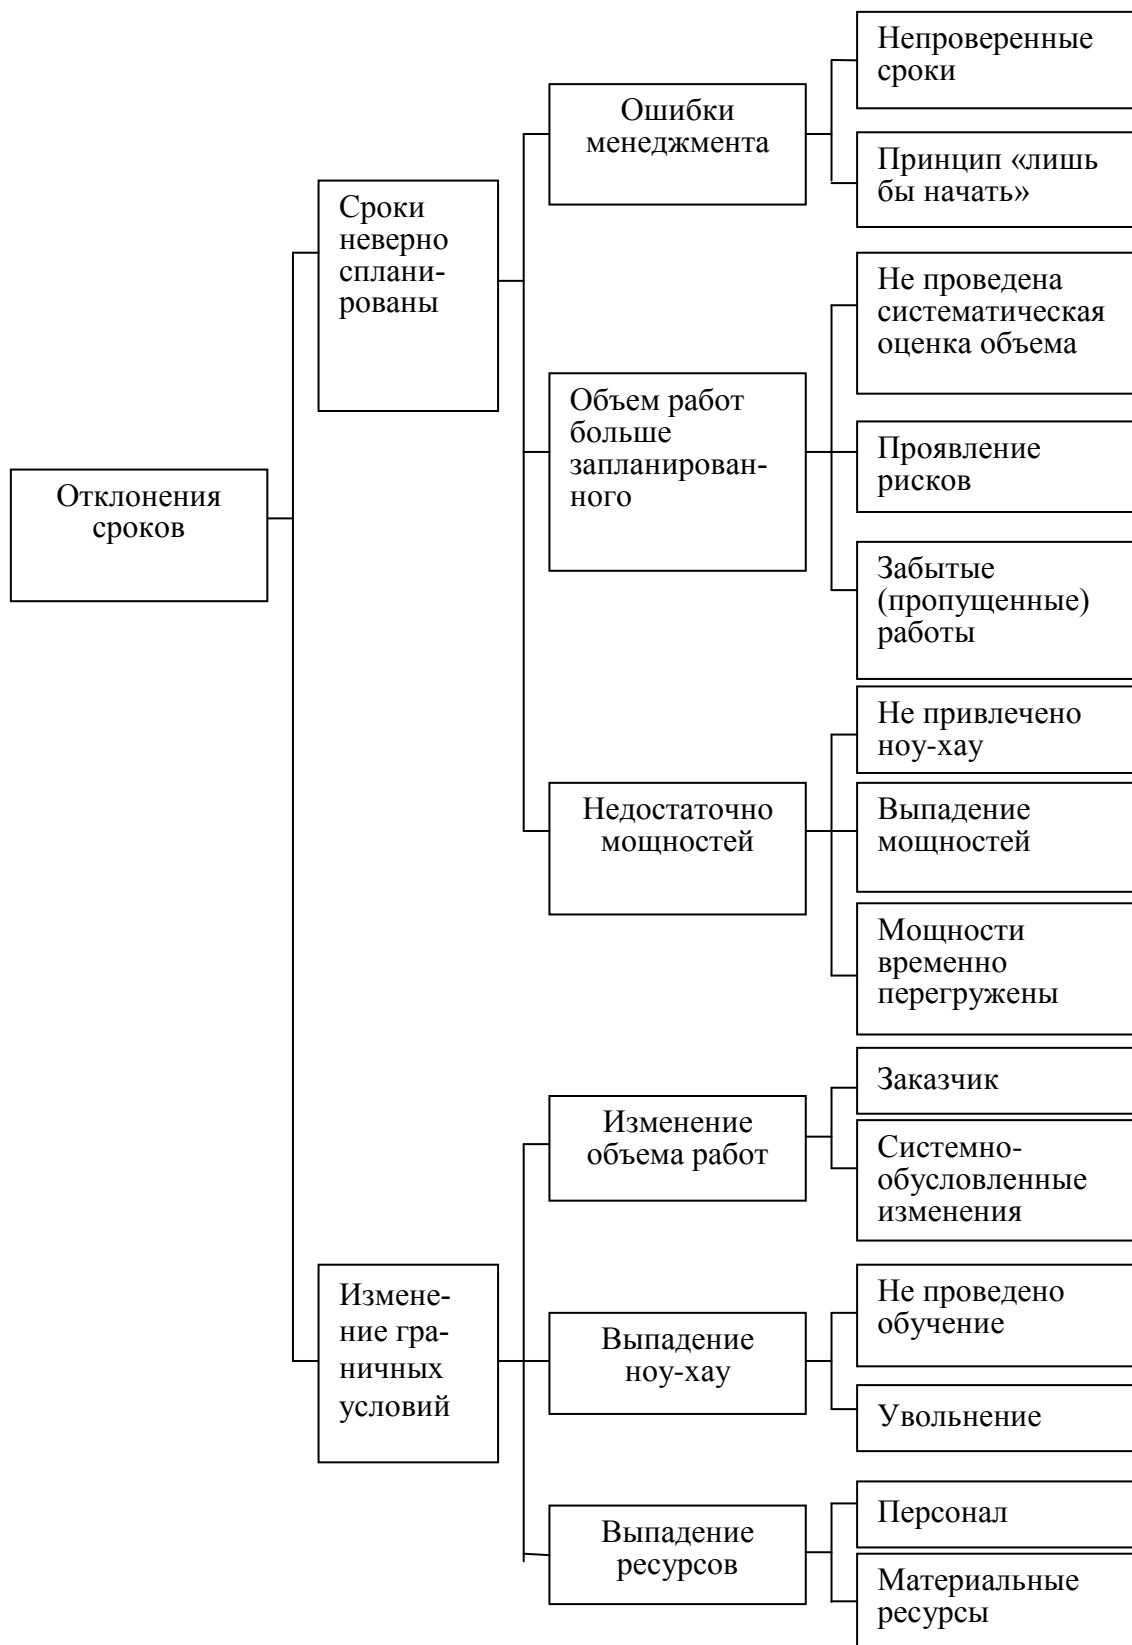 Отклонения
сроков
Сроки
неверно
сплани-
рованы
Ошибки
менеджмента
Непроверенные
сроки
Принцип «лишь
бы начать»
Объем работ
больше
запланирован-
ного
Не проведена
систематическая
оценка объема
Проявление
рисков
Забытые
(пропущенные)
работы
Недостаточно
мощностей
Не привлечено
ноу-хау
Выпадение
мощностей
Мощности
временно
перегружены
Измене-
ние гра-
ничных
условий
Изменение
объема работ
Заказчик
Системно-
обусловленные
изменения
Выпадение
ноу-хау
Не проведено
обучение
Увольнение
Выпадение
ресурсов
Персонал
Материальные
ресурсы